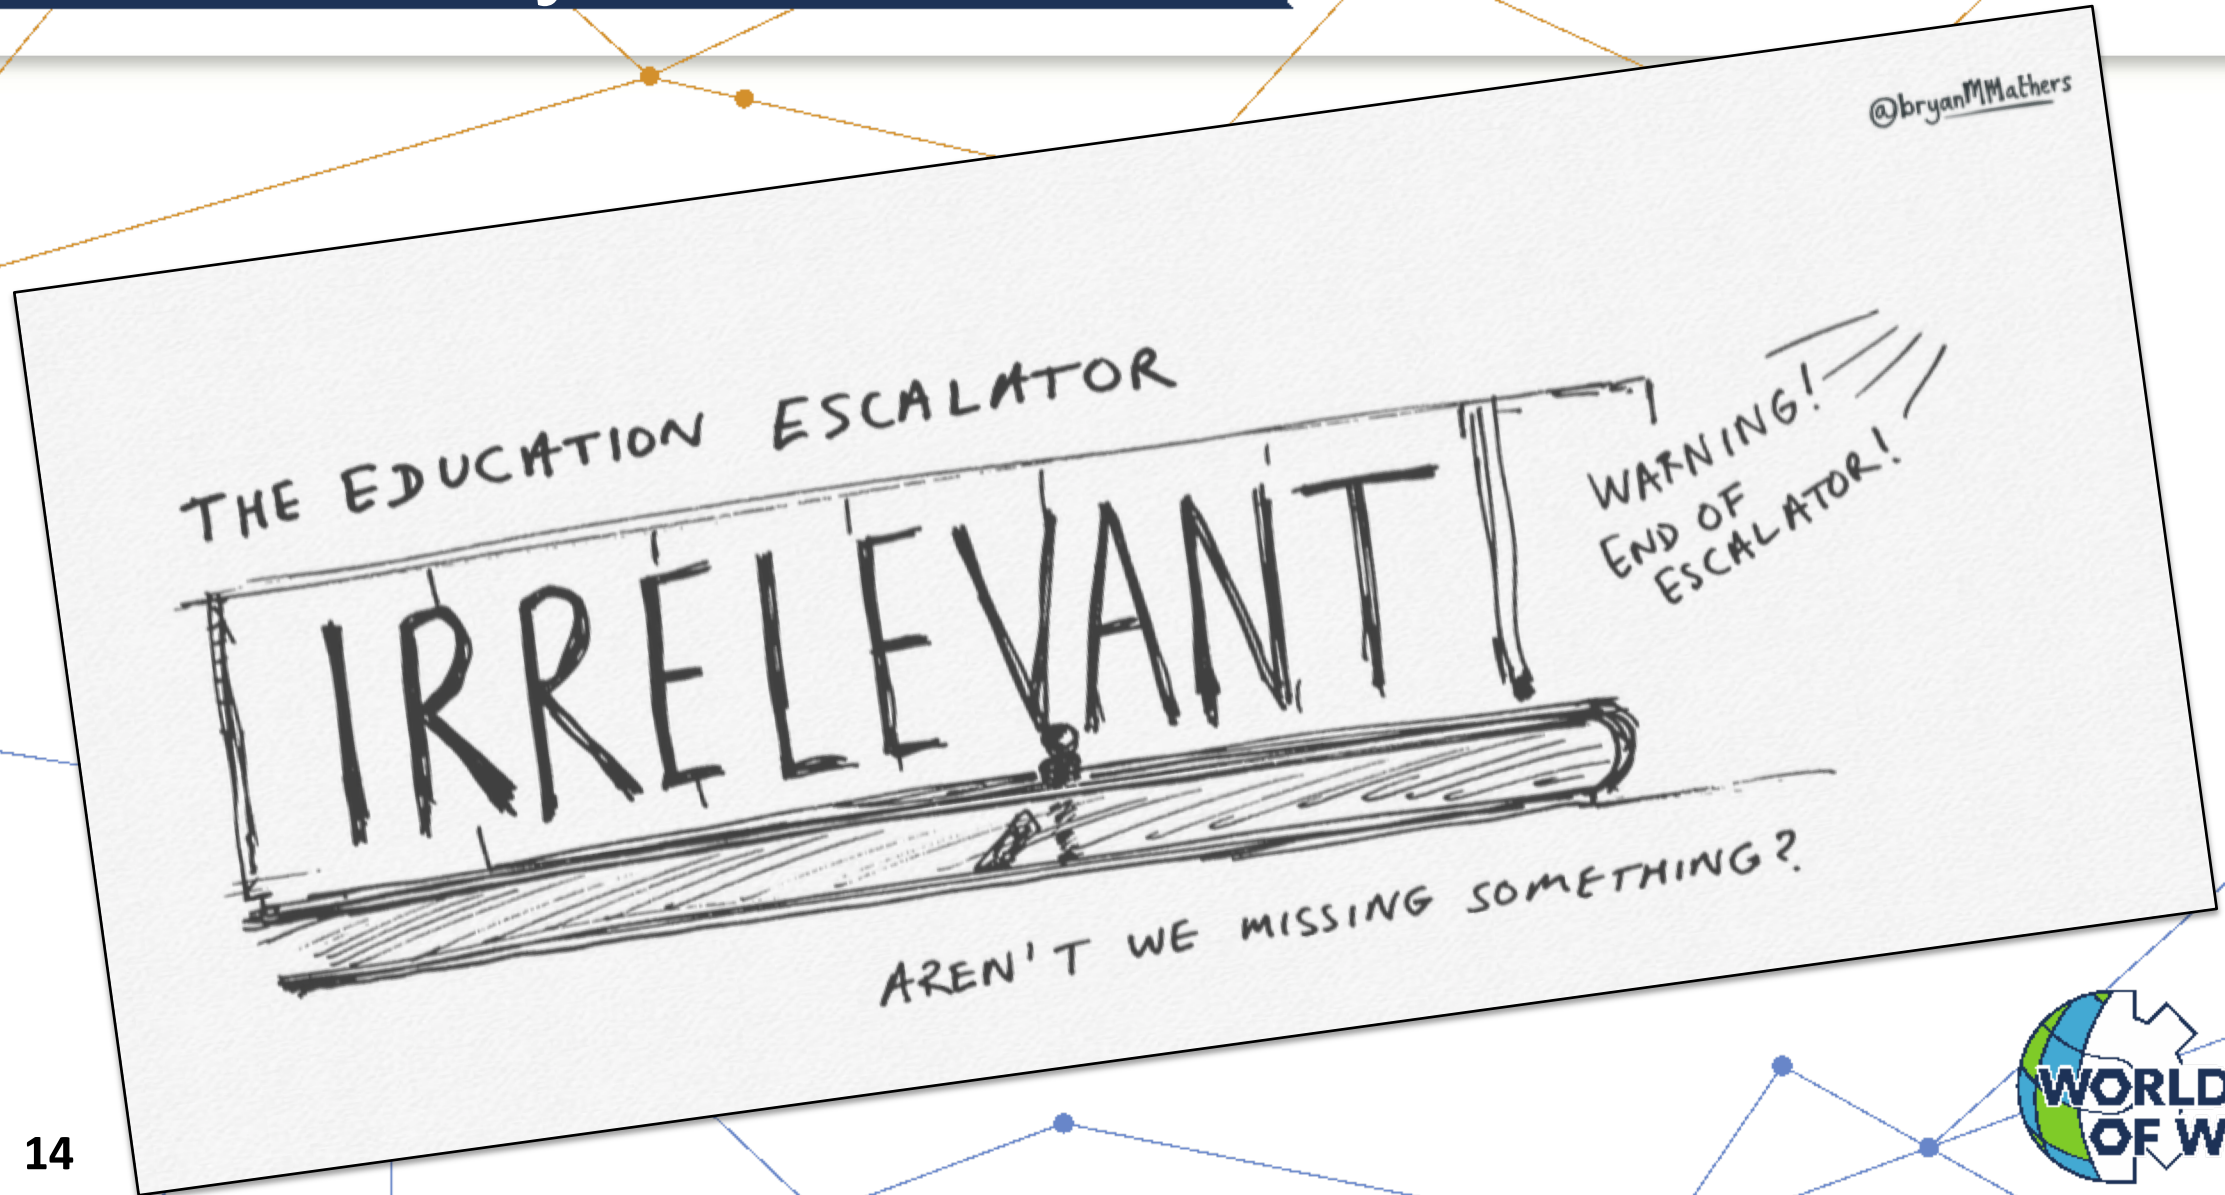 @bryanMMathers
THE EDUCATION ESCALATOR
IRRELEVANT
WARNING!
END OF
ESCALATOR!
AREN'T WE MISSING SOMETHING?
14
WORLD
OF W